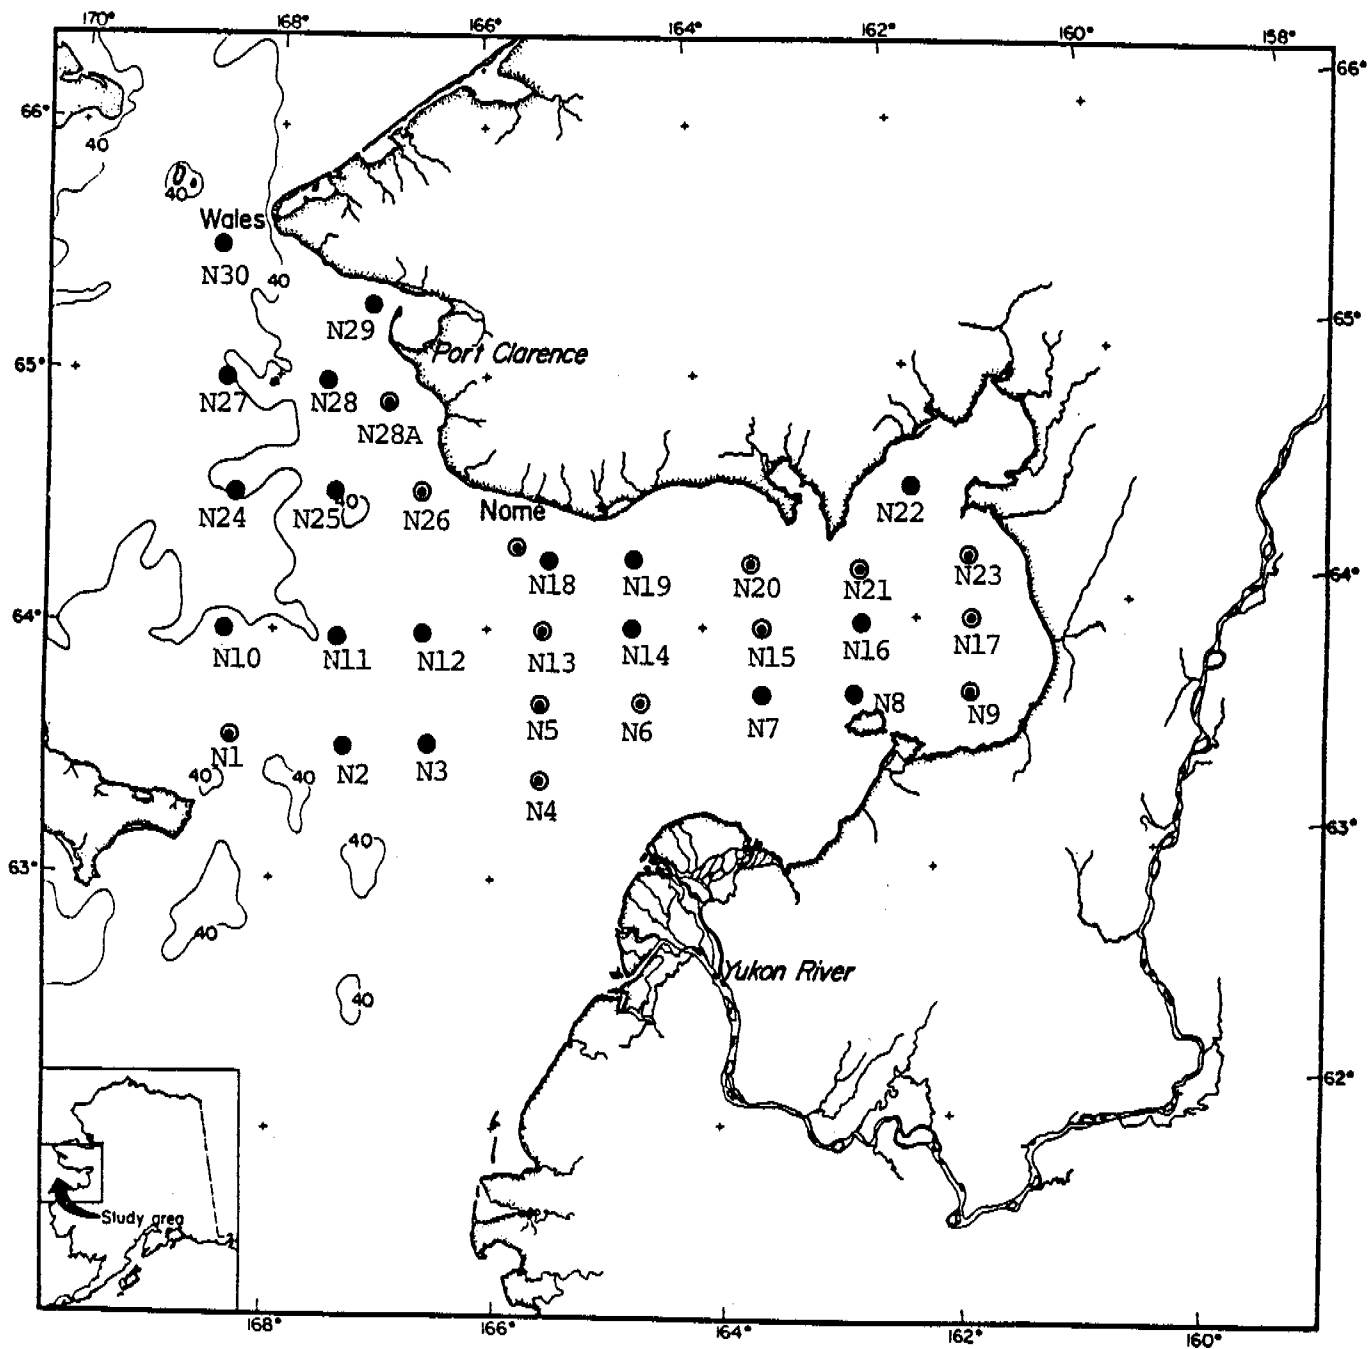 170° 168° 166° 164° 162° 160° 158°
66° 66°
40
40
Wales
N30
40
N29
65° 65°
Port Clarence
N27 N28
N28A
N24 N25 40 N26 Nome N22
N18 N19 N20 N21 N23
64° 64°
N10 N11 N12 N13 N14 N15 N16 N17
N1 N2 N3 N5 N6 N7 N8 N9
40 40
N4
63° 63°
40
40
Yukon River
40
62°
Study area
168° 166° 164° 162° 160°